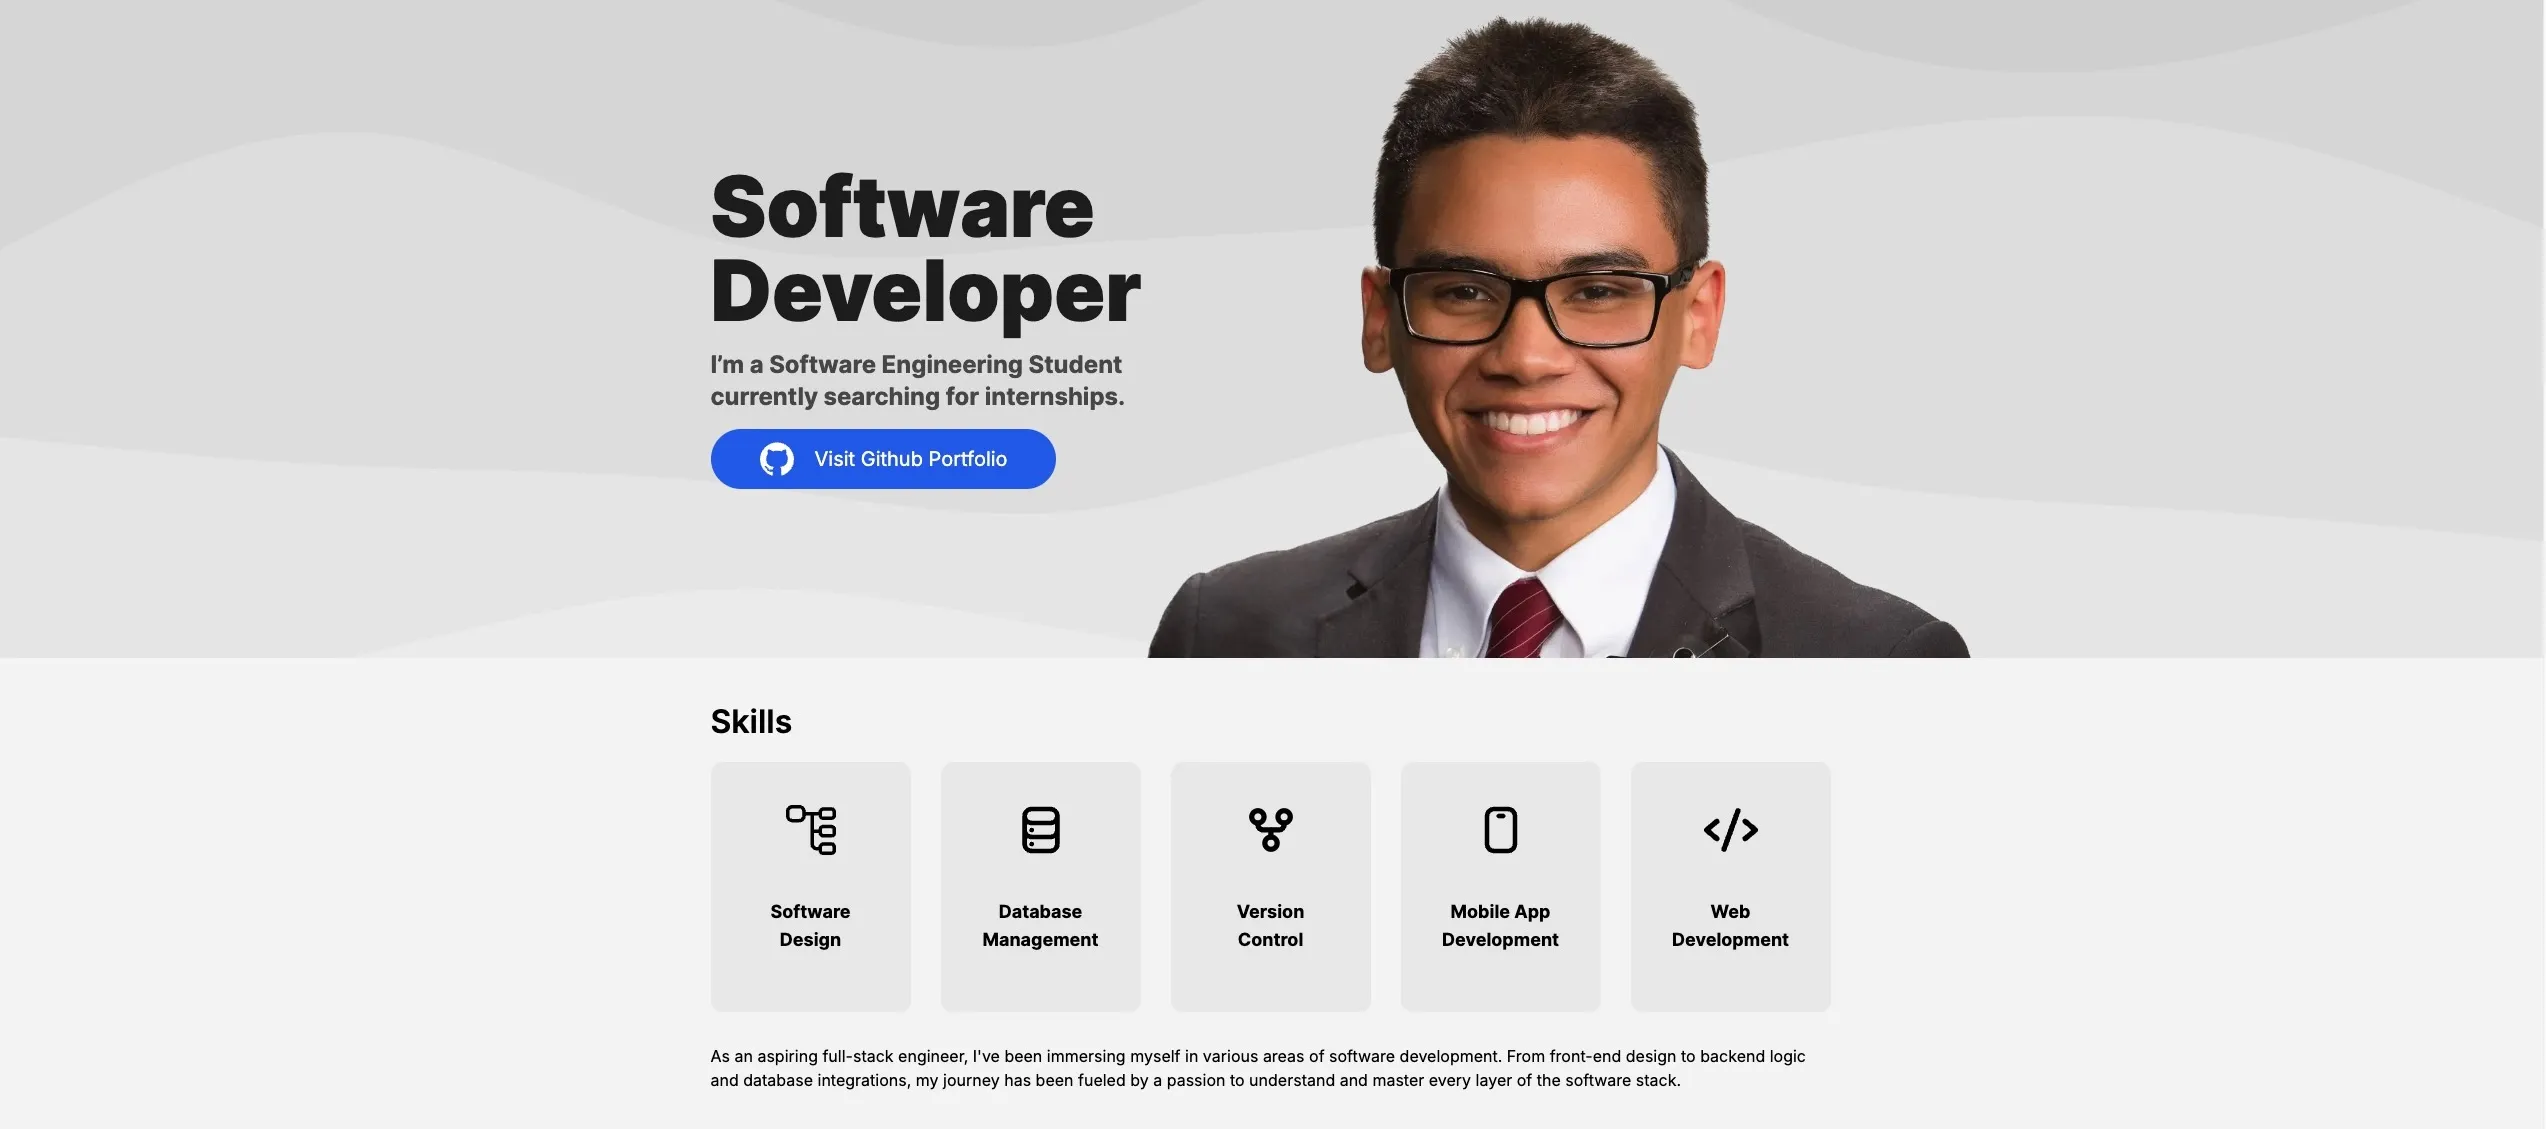 Software
Developer
I’m a Software Engineering Student
currently searching for internships.
Visit Github Portfolio
Skills
Software
Design
Database
Management
Version
Control
Mobile App
Development
Web
Development
As an aspiring full-stack engineer, I've been immersing myself in various areas of software development. From front-end design to backend logic
and database integrations, my journey has been fueled by a passion to understand and master every layer of the software stack.